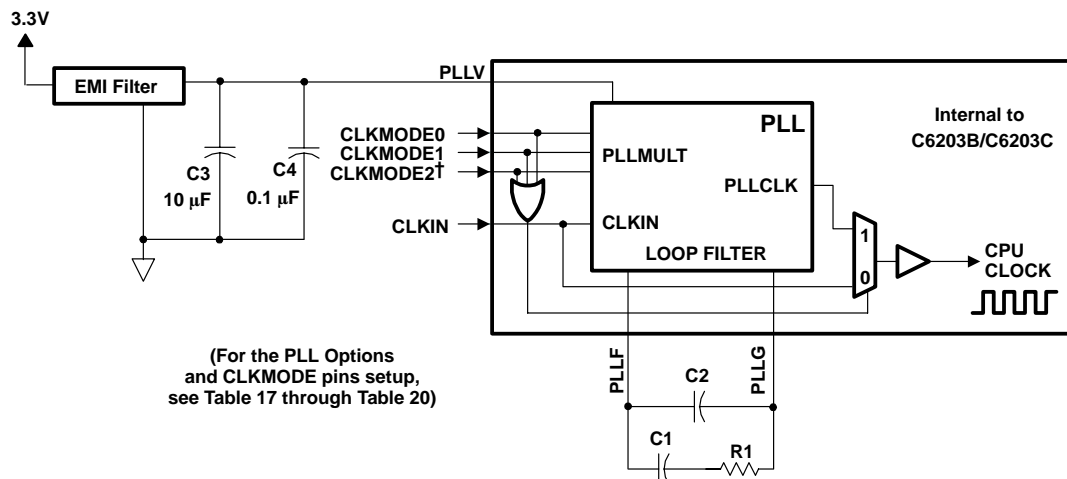 3.3V
EMI Filter
PLLV
C3
10 µF
C4
0.1 µF
CLKMODE0
CLKMODE1
CLKMODE2†
CLKIN
PLL
PLLMULT
PLLCLK
CLKIN
LOOP FILTER
Internal to
C6203B/C6203C
1
0
CPU
CLOCK
(For the PLL Options
and CLKMODE pins setup,
see Table 17 through Table 20)
PLLF
PLLG
C2
C1
R1